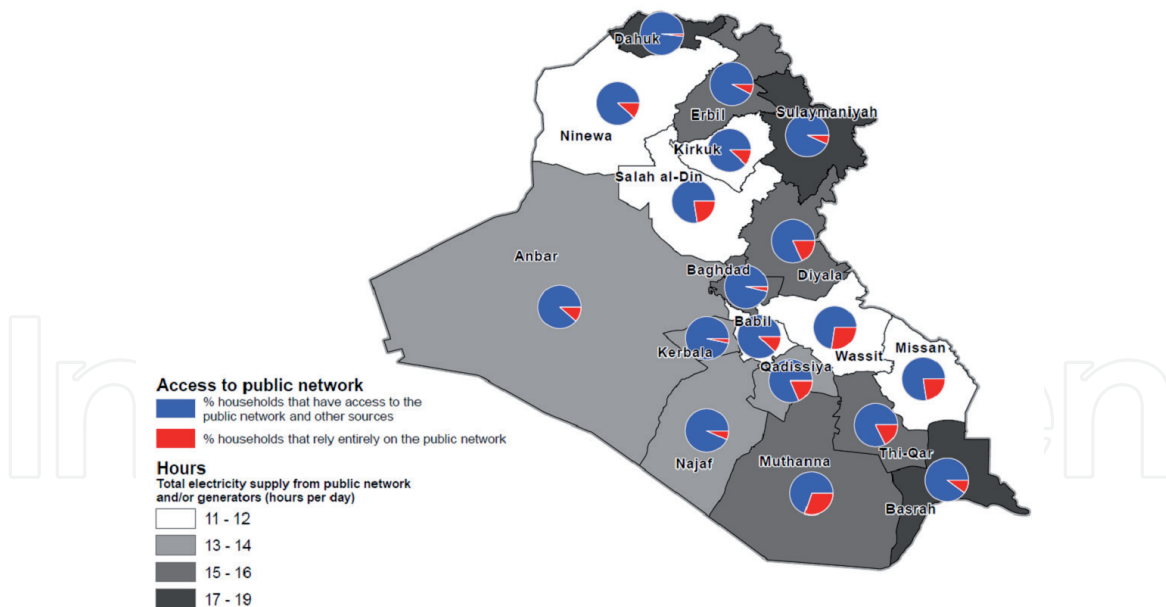 Dahuk
Erbil
Sulaymaniyah
Ninewa
Kirkuk
Salah al-Din
Anbar
Baghdad
Diyala
Babil
Kerbala
Wassit
Missan
Qadissiya
Najaf
Muthanna
Thi-Qar
Basrah
Access to public network
% households that have access to the
public network and other sources
% households that rely entirely on the public network
Hours
Total electricity supply from public network
and/or generators (hours per day)
11 - 12
13 - 14
15 - 16
17 - 19